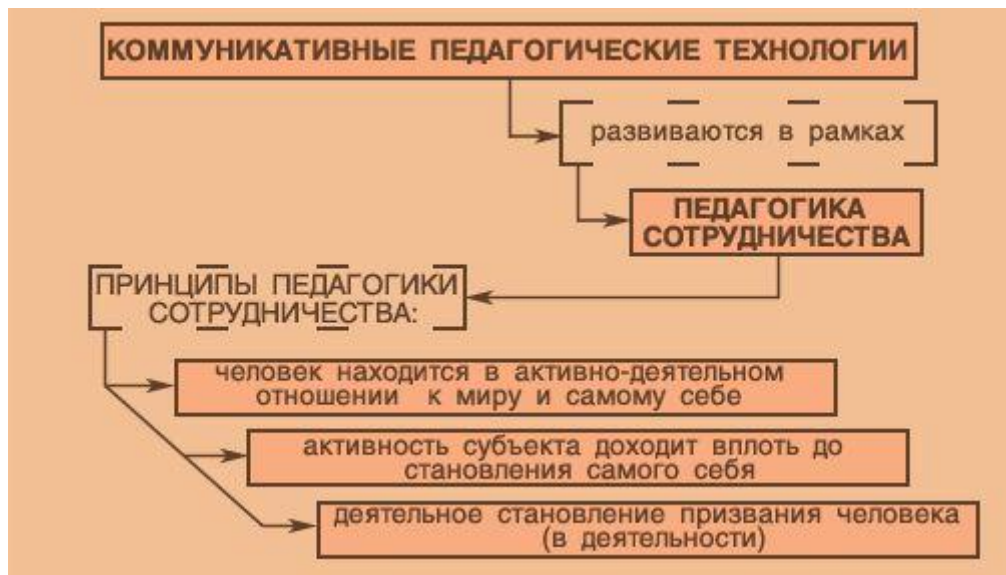 КОММУНИКАТИВНЫЕ ПЕДАГОГИЧЕСКИЕ ТЕХНОЛОГИИ
развиваются в рамках
ПЕДАГОГИКА
СОТРУДНИЧЕСТВА
ПРИНЦИПЫ ПЕДАГОГИКИ
СОТРУДНИЧЕСТВА:
человек находится в активно-деятельном
отношении к миру и самому себе
активность субъекта доходит вплоть до
становления самого себя
деятельное становление призвания человека
(в деятельности)